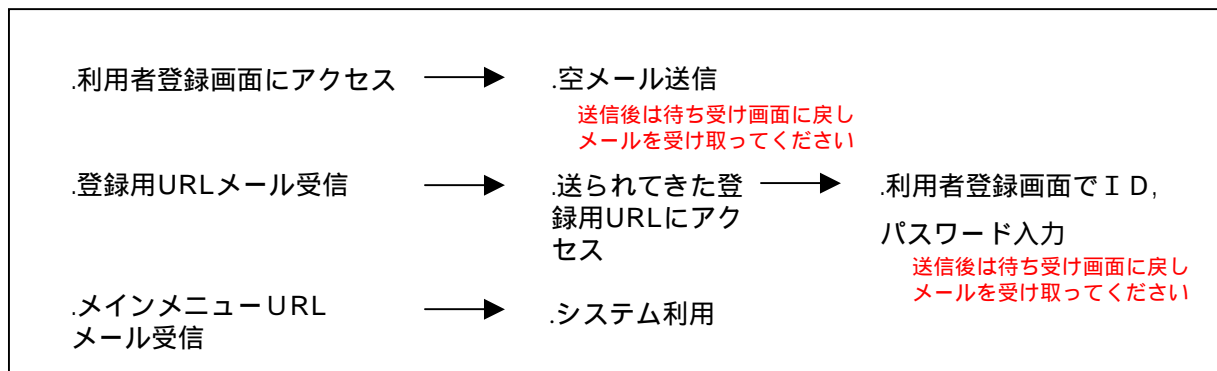 .利用者登録画面にアクセス
.空メール送信
送信後は待ち受け画面に戻し
メールを受け取ってください
.登録用URLメール受信
.送られてきた登
録用URLにアク
セス
.利用者登録画面でＩＤ,
パスワード入力
送信後は待ち受け画面に戻し
メールを受け取ってください
.メインメニューＵＲＬ
メール受信
.システム利用